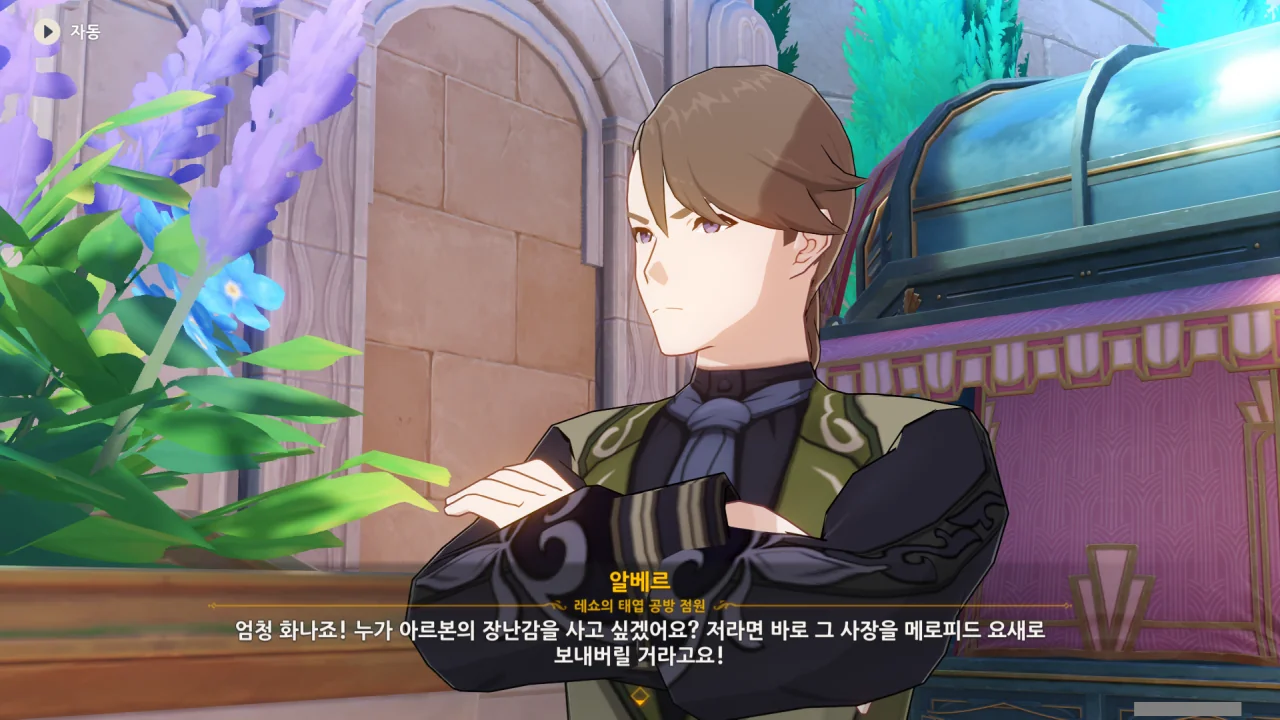 자동
알베르
레쇼의 태엽 공방 점원
엄청 화나죠! 누가 아르본의 장난감을 사고 싶겠어요? 저라면 바로 그 사장을 메로피드 요새로
보내버릴 거라고요!